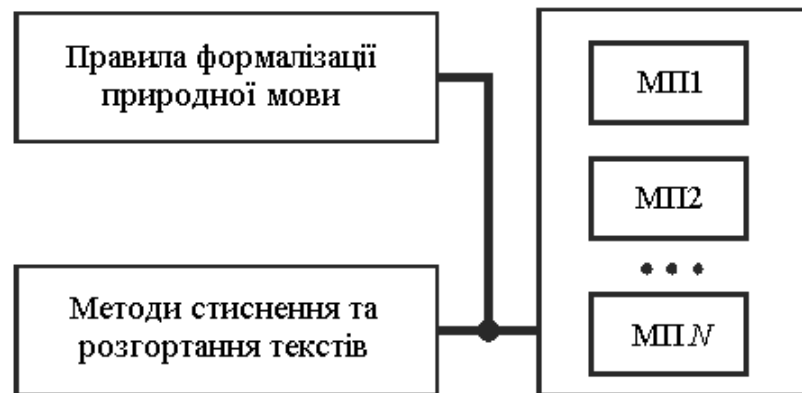 Правила формалізації
природної мови
Методи стиснення та
розгортання текстів
МП1
МП2
• • •
МП N